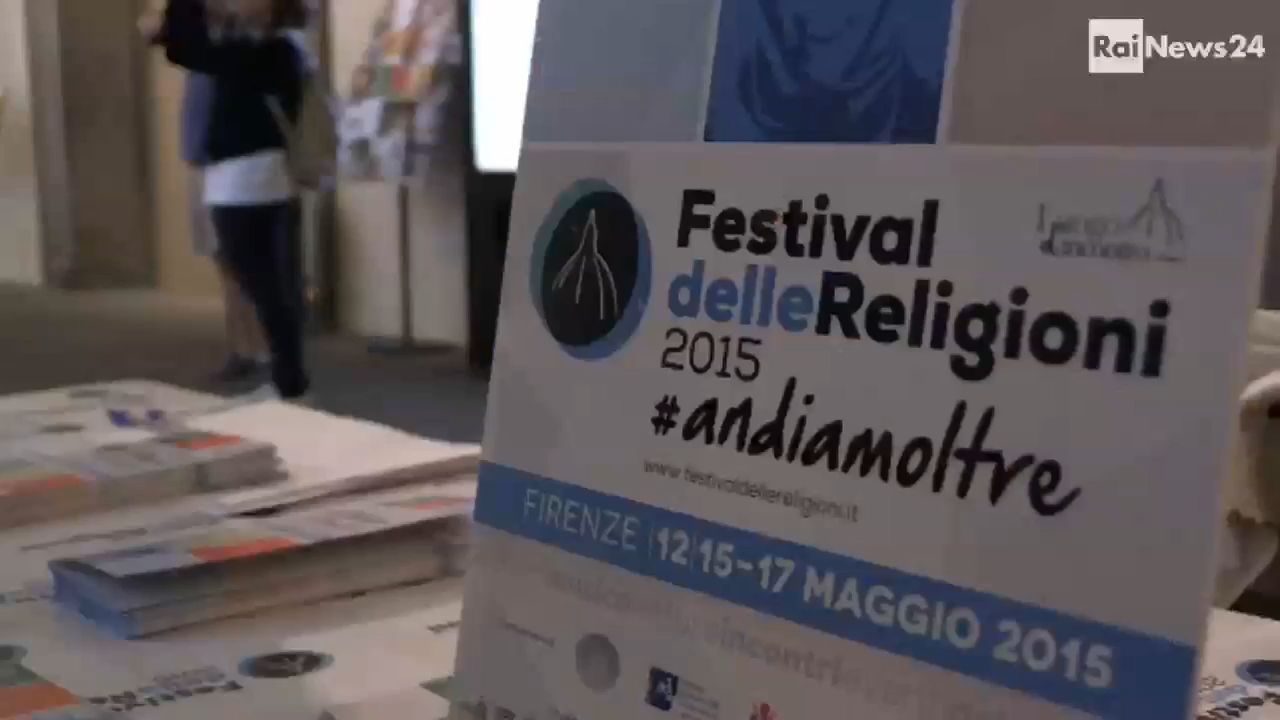 RaiNews24
Festival
delleReligioni
2015
#andiamoltre
www.festivaldellereligioni.it
FIRENZE |12|15-17 MAGGIO 2015